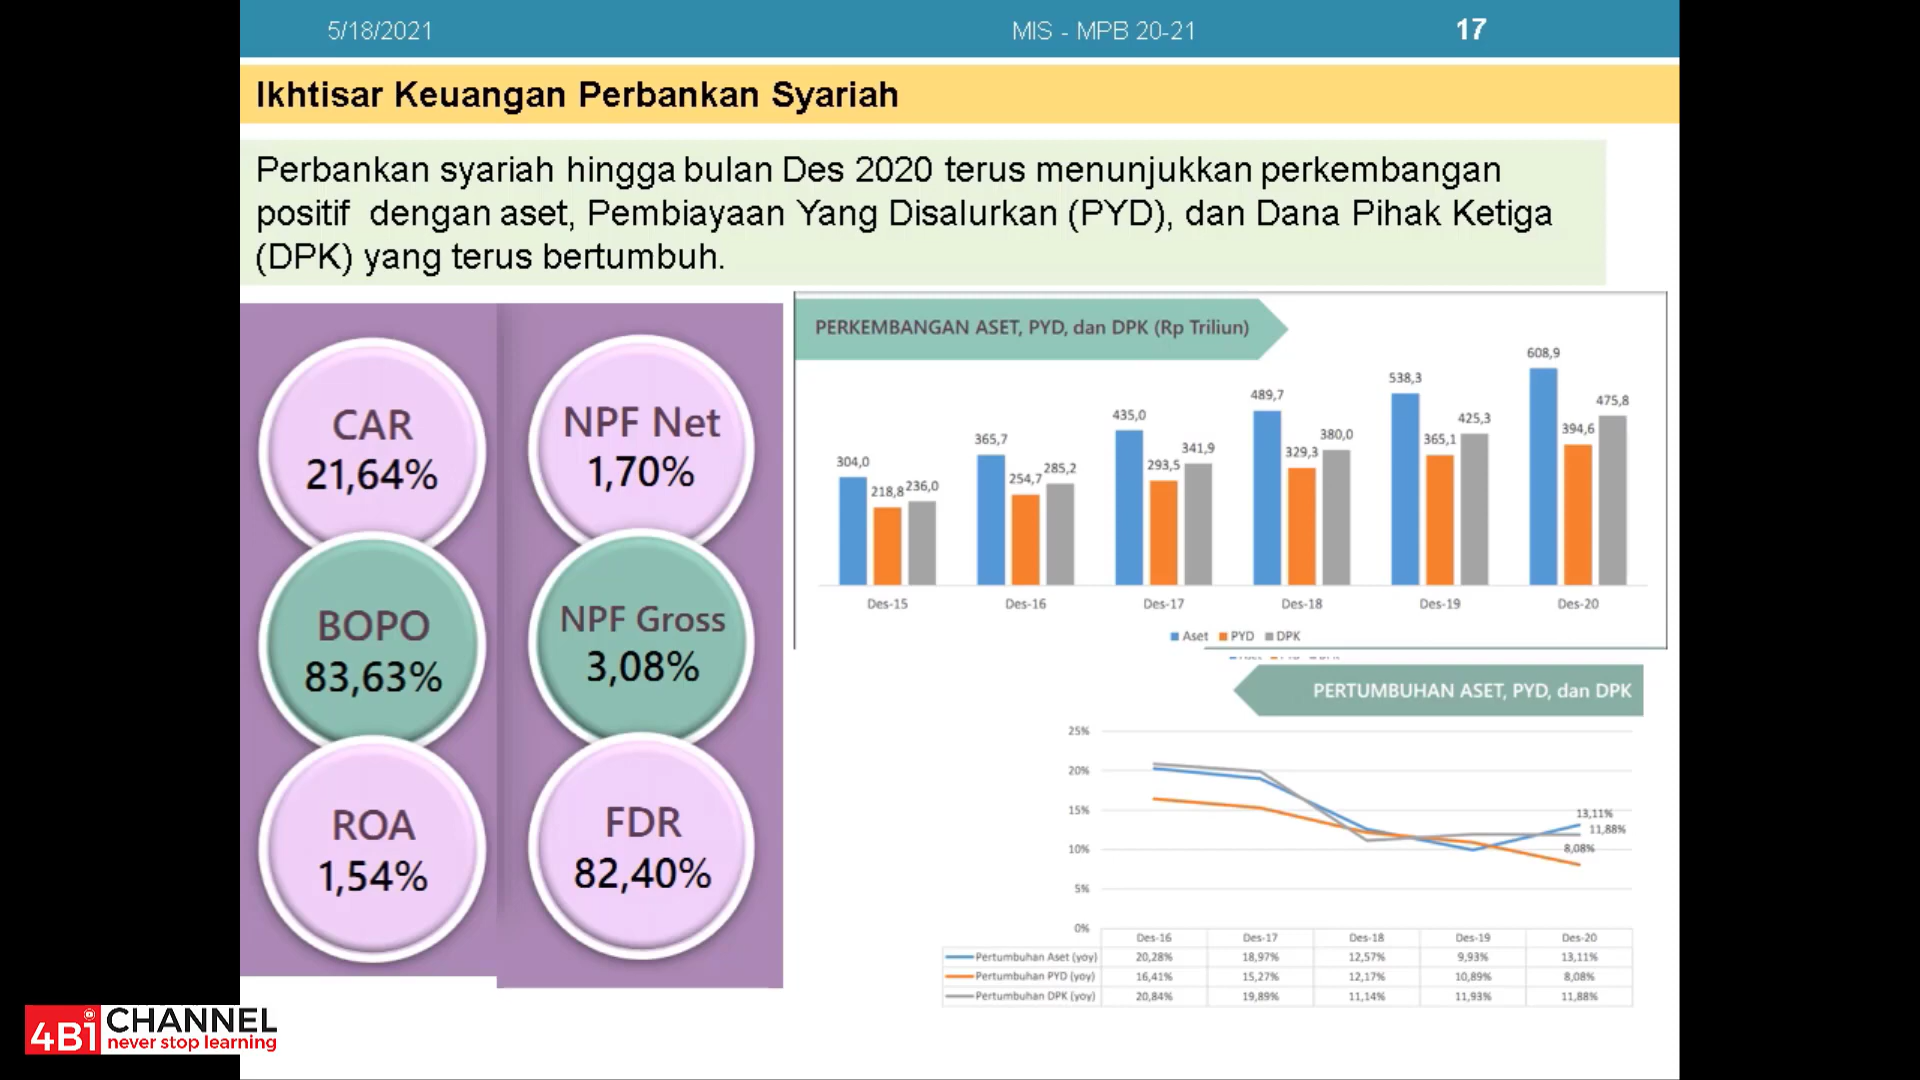 5/18/2021
MIS - MPB 20-21
17
Ikhtisar Keuangan Perbankan Syariah
Perbankan syariah hingga bulan Des 2020 terus menunjukkan perkembangan
positif dengan aset, Pembiayaan Yang Disalurkan (PYD), dan Dana Pihak Ketiga
(DPK) yang terus bertumbuh.
CAR
21,64%
BOPO
83,63%
ROA
1,54%
NPF Net
1,70%
NPF Gross
3,08%
FDR
82,40%
PERKEMBANGAN ASET, PYD, dan DPK (Rp Triliun)
304,0 218,8 236,0
365,7 254,7 285,2
435,0 293,5 341,9
489,7 329,3 380,0
538,3 365,1 425,3
608,9 394,6 475,8
Des-15 Des-16 Des-17 Des-18 Des-19 Des-20
Aset PYD DPK
PERTUMBUHAN ASET, PYD, dan DPK
25%
20%
15%
10%
5%
0%
13,11%
11,88%
8,08%
Des-16 Des-17 Des-18 Des-19 Des-20
Pertumbuhan Aset (yoy) 20,28% 18,97% 12,57% 9,93% 13,11%
Pertumbuhan PYD (yoy) 16,41% 15,27% 12,17% 10,89% 8,08%
Pertumbuhan DPK (yoy) 20,84% 19,89% 11,14% 11,93% 11,88%
4Bi CHANNEL
never stop learning